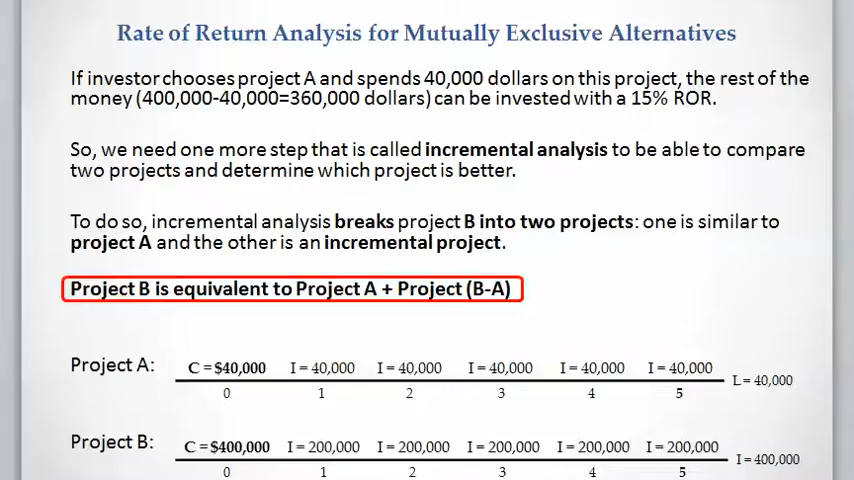 Rate of Return Analysis for Mutually Exclusive Alternatives
If investor chooses project A and spends 40,000 dollars on this project, the rest of the
money (400,000-40,000=360,000 dollars) can be invested with a 15% ROR.
So, we need one more step that is called incremental analysis to be able to compare
two projects and determine which project is better.
To do so, incremental analysis breaks project B into two projects: one is similar to
project A and the other is an incremental project.
Project B is equivalent to Project A + Project (B-A)
Project A: C = $40,000 I = 40,000 I = 40,000 I = 40,000 I = 40,000 I = 40,000 L = 40,000
0 1 2 3 4 5
Project B: C = $400,000 I = 200,000 I = 200,000 I = 200,000 I = 200,000 I = 200,000 I = 400,000
0 1 2 3 4 5